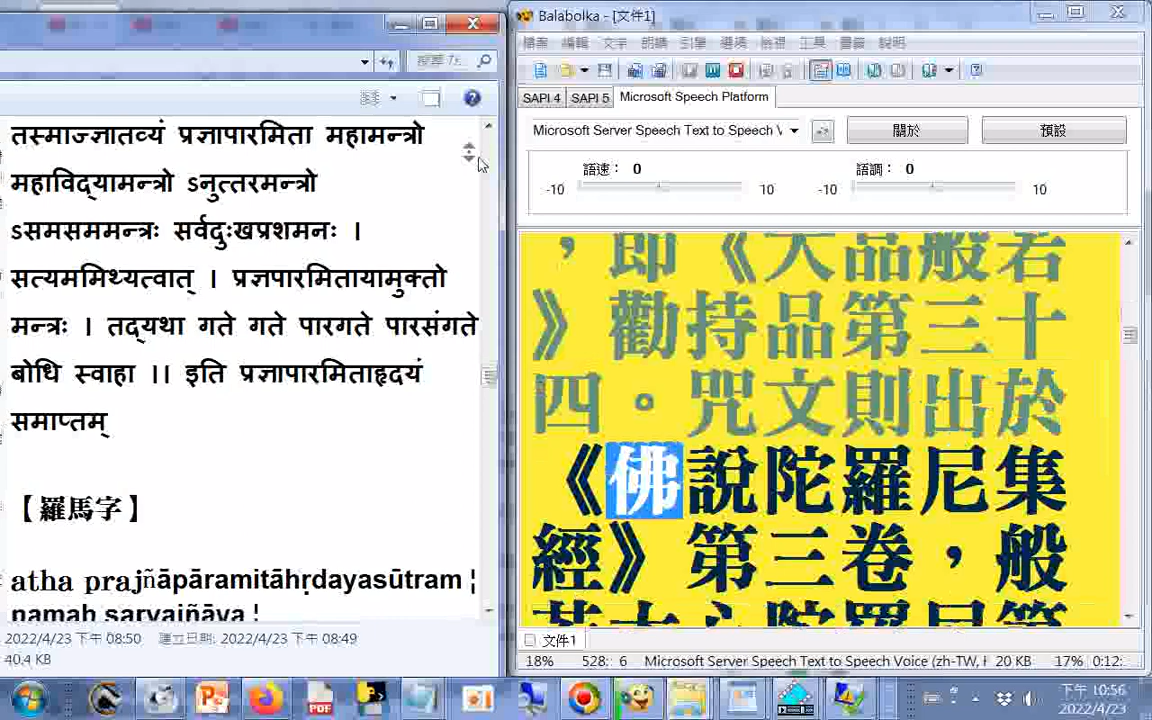 तस्माज्ज्ञातव्यं प्रज्ञापारमिता महामन्त्रो
महाविद्यामन्त्रो ऽनुत्तरमन्त्रो
ऽसमसममन्त्रः सर्वदुःखप्रशमनः ।
सत्यममिथ्यत्वात् । प्रज्ञपारमितायामुक्तो
मन्त्रः । तद्यथा गते गते पारगते पारसंगते
बोधि स्वाहा ।। इति प्रज्ञापारमिताहृदयं
समाप्तम्
【羅馬字】
atha prajñāpāramitāhṛdayasūtram ¦
namaḥ sarvajñāya ¦
2022/4/23 下午 08:50 建立日期: 2022/4/23 下午 08:49
40.4 KB
Balabolka - [文件1]
檔案 編輯 文字 朗讀 引擎 選項 檢視 工具 書籤 說明
SAPI 4 SAPI 5 Microsoft Speech Platform
Microsoft Server Speech Text to Speech V 關於 預設
語速： 0 語調： 0
-10 10 -10 10
，即《大品般若
》勸持品第三十
四。咒文則出於
《佛說陀羅尼集
經》第三卷，般
文件1
18% 528: 6 Microsoft Server Speech Text to Speech Voice (zh-TW, 20 KB 17% 0:12:
下午 10:56
2022/4/23